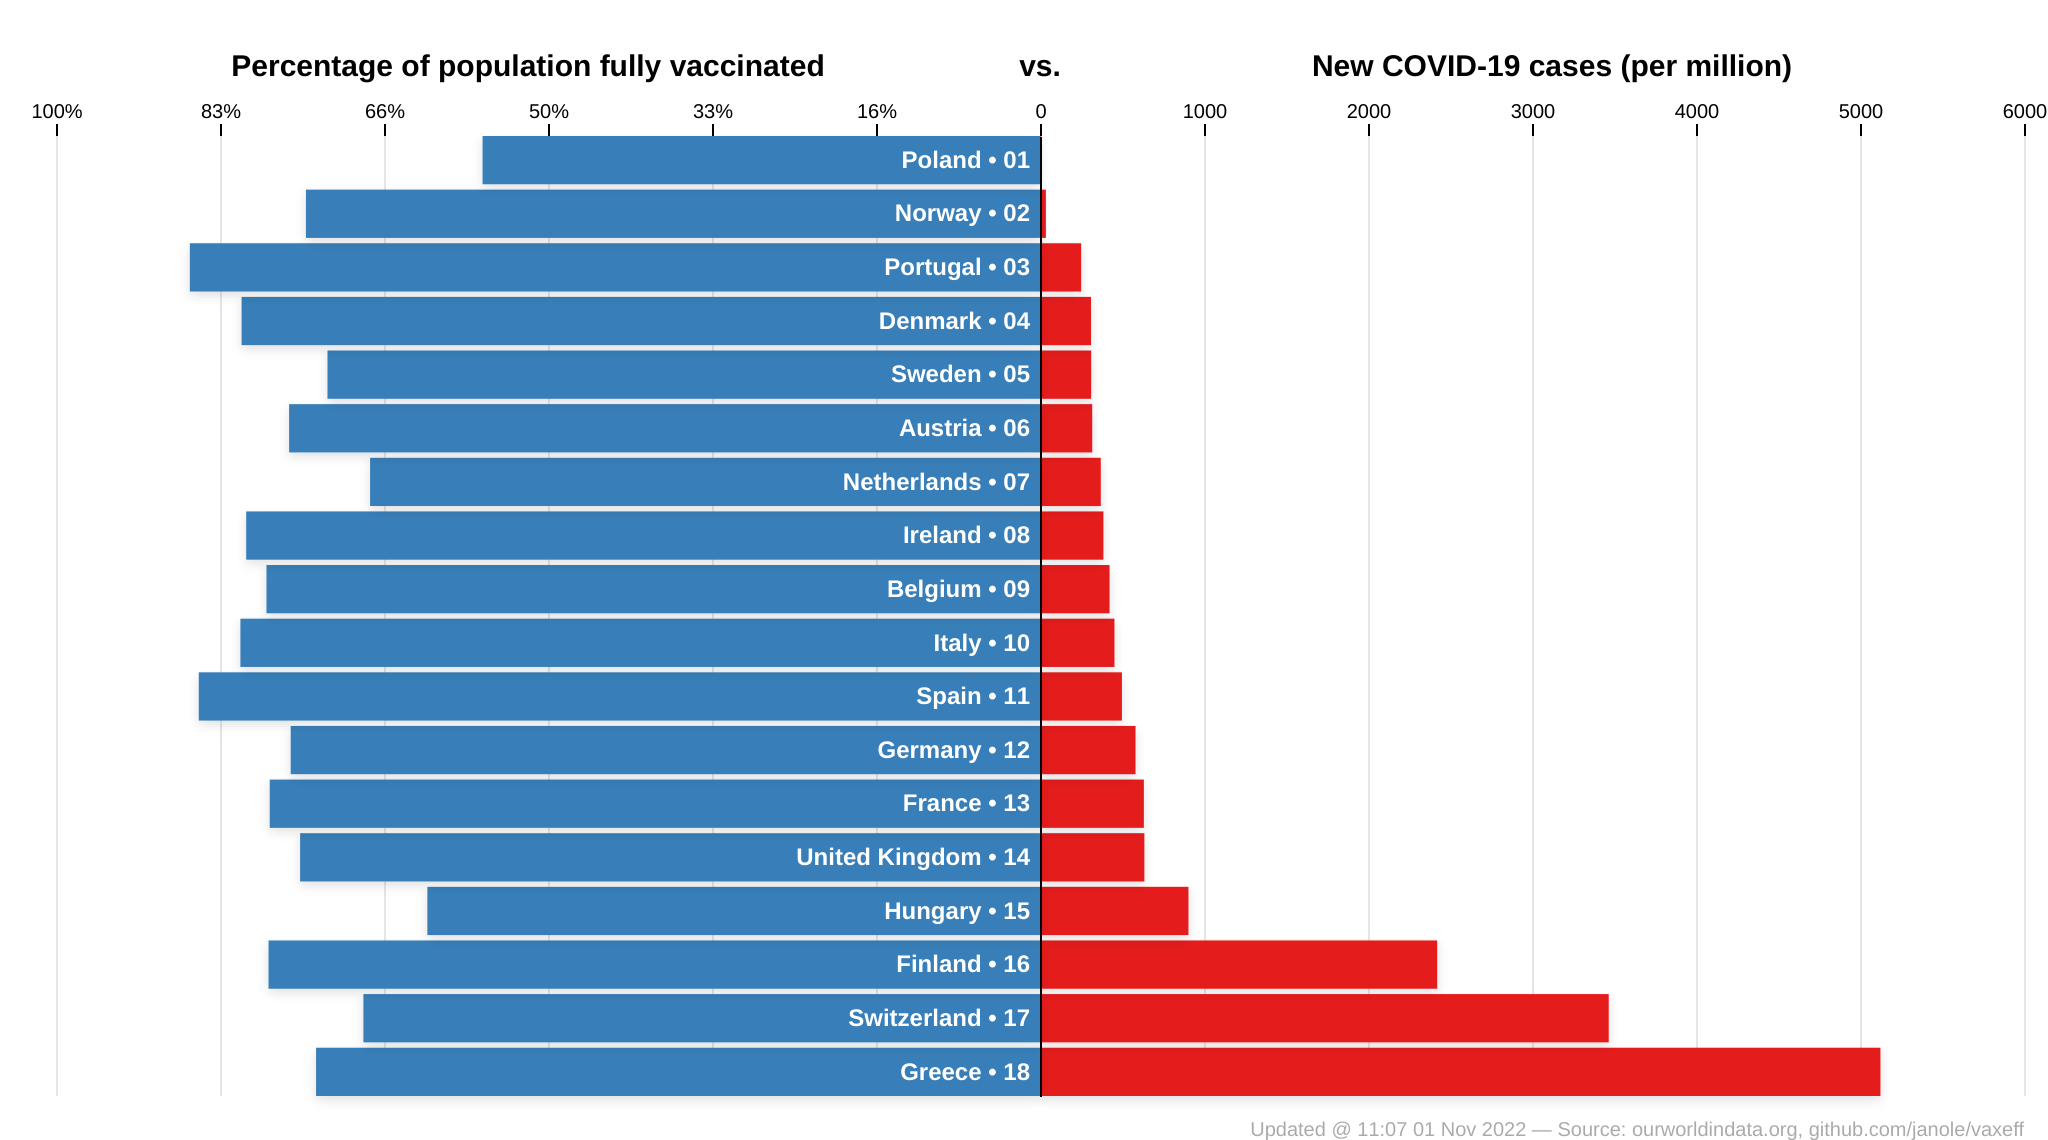 Percentage of population fully vaccinated vs. New COVID-19 cases (per million)
100% 83% 66% 50% 33% 16% 0 1000 2000 3000 4000 5000 6000
Poland • 01
Norway • 02
Portugal • 03
Denmark • 04
Sweden • 05
Austria • 06
Netherlands • 07
Ireland • 08
Belgium • 09
Italy • 10
Spain • 11
Germany • 12
France • 13
United Kingdom • 14
Hungary • 15
Finland • 16
Switzerland • 17
Greece • 18
Updated @ 11:07 01 Nov 2022 — Source: ourworldindata.org, github.com/janole/vaxeff